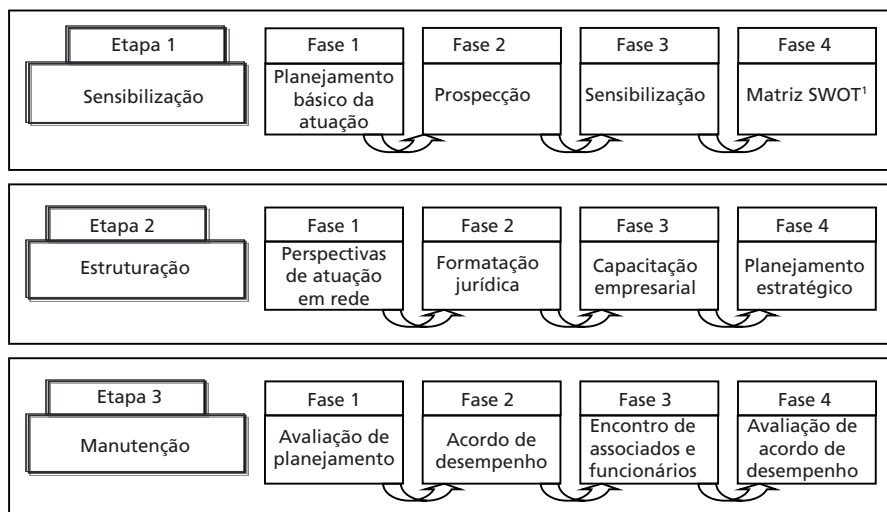 Etapa 1
Sensibilização
Fase 1
Planejamento
básico da
atuação
Fase 2
Prospecção
Fase 3
Sensibilização
Fase 4
Matriz SWOT¹
Etapa 2
Estruturação
Fase 1
Perspectivas
de atuação
em rede
Fase 2
Formatação
jurídica
Fase 3
Capacitação
empresarial
Fase 4
Planejamento
estratégico
Etapa 3
Manutenção
Fase 1
Avaliação de
planejamento
Fase 2
Acordo de
desempenho
Fase 3
Encontro de
associados e
funcionários
Fase 4
Avaliação de
acordo de
desempenho